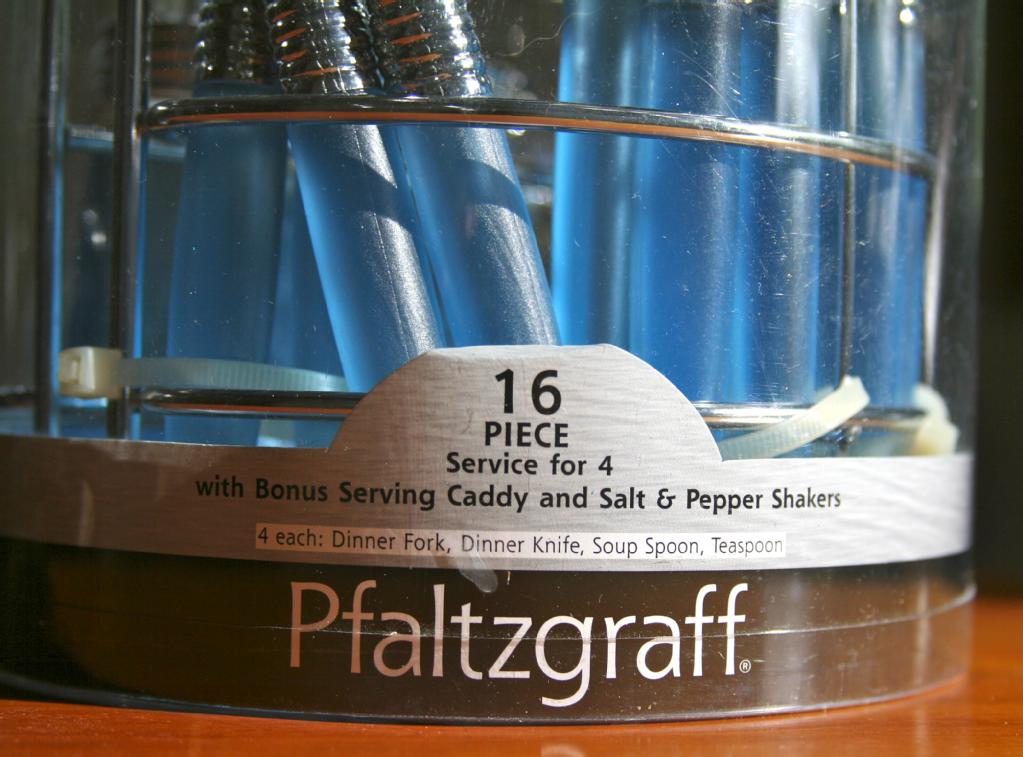 16
PIECE
Service for 4
with Bonus Serving Caddy and Salt & Pepper Shakers
4 each: Dinner Fork, Dinner Knife, Soup Spoon, Teaspoon
Pfaltzgraff®